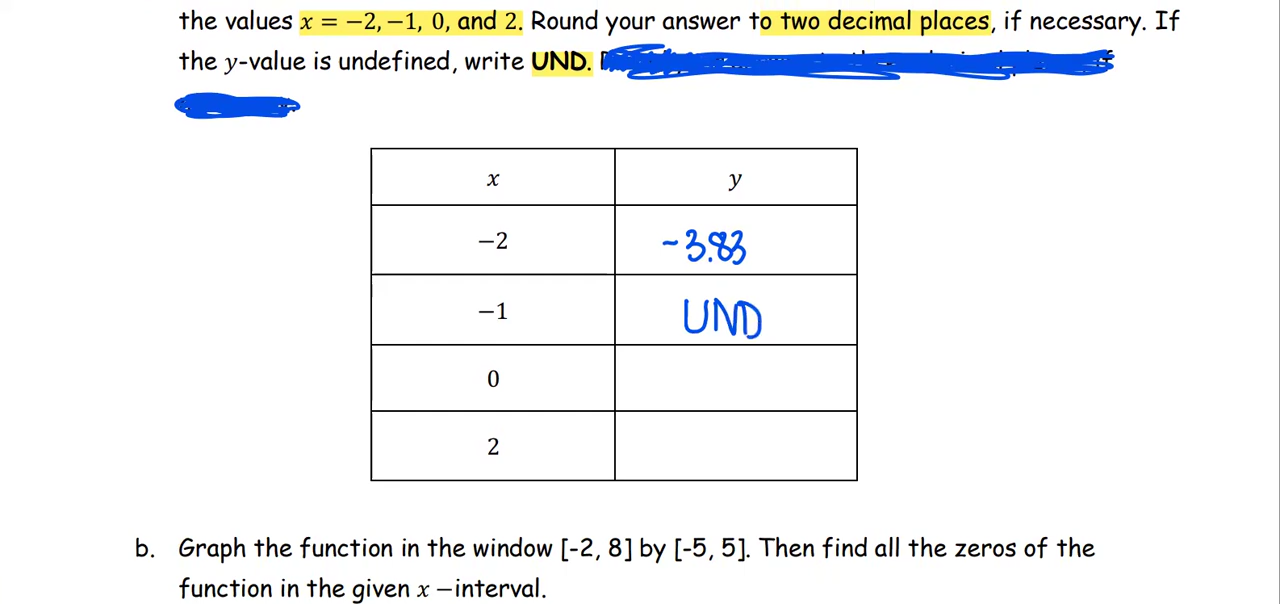 the values x = −2, −1, 0, and 2. Round your answer to two decimal places, if necessary. If
the y-value is undefined, write UND.
x y
−2 -3.83
−1 UND
0
2
b. Graph the function in the window [-2, 8] by [-5, 5]. Then find all the zeros of the
function in the given x −interval.